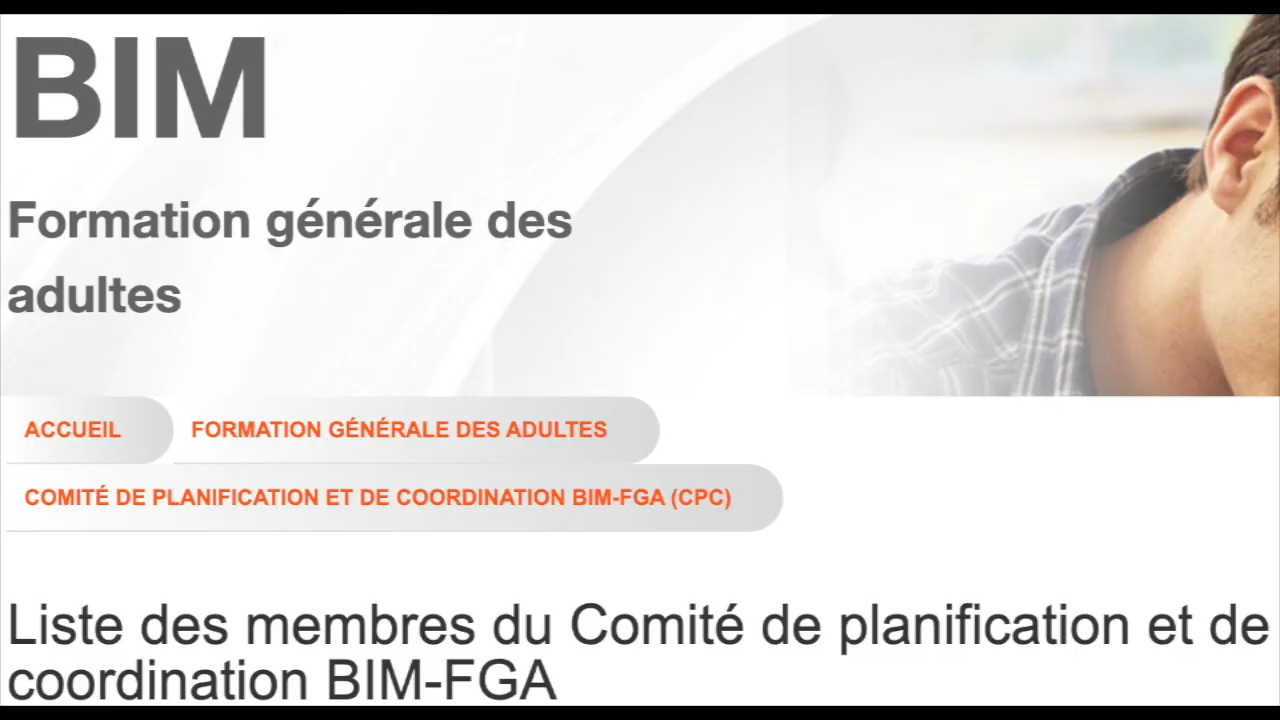 BIM
Formation générale des
adultes
ACCUEIL
FORMATION GÉNÉRALE DES ADULTES
COMITÉ DE PLANIFICATION ET DE COORDINATION BIM-FGA (CPC)
Liste des membres du Comité de planification et de
coordination BIM-FGA